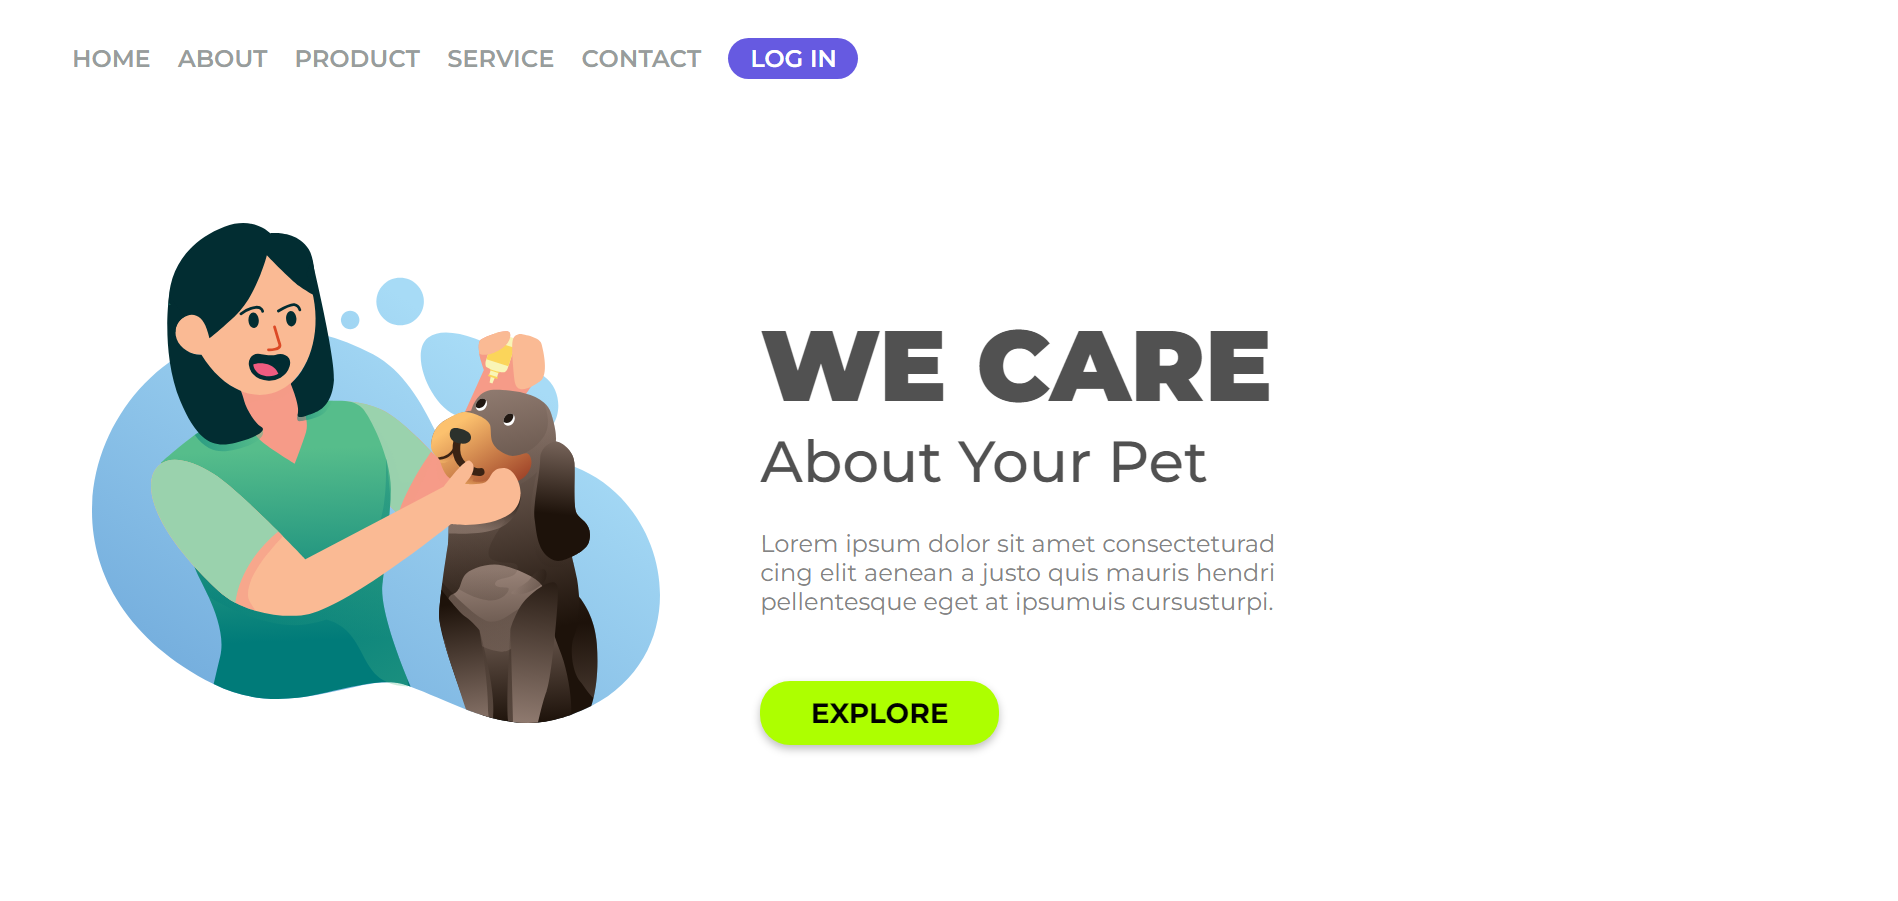 HOME ABOUT PRODUCT SERVICE CONTACT LOG IN
WE CARE
About Your Pet
Lorem ipsum dolor sit amet consecteturad
cing elit aenean a justo quis mauris hendri
pellentesque eget at ipsumuis cursusturpi.
EXPLORE